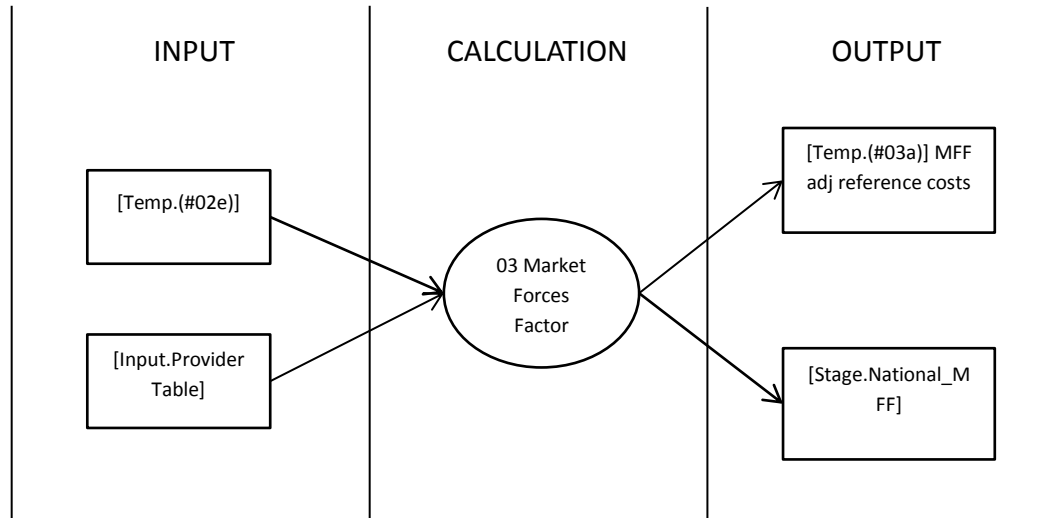 INPUT
CALCULATION
OUTPUT
[Temp.(#02e)]
[Input.Provider
Table]
03 Market
Forces
Factor
[Temp.(#03a)] MFF
adj reference costs
[Stage.National_M
FF]